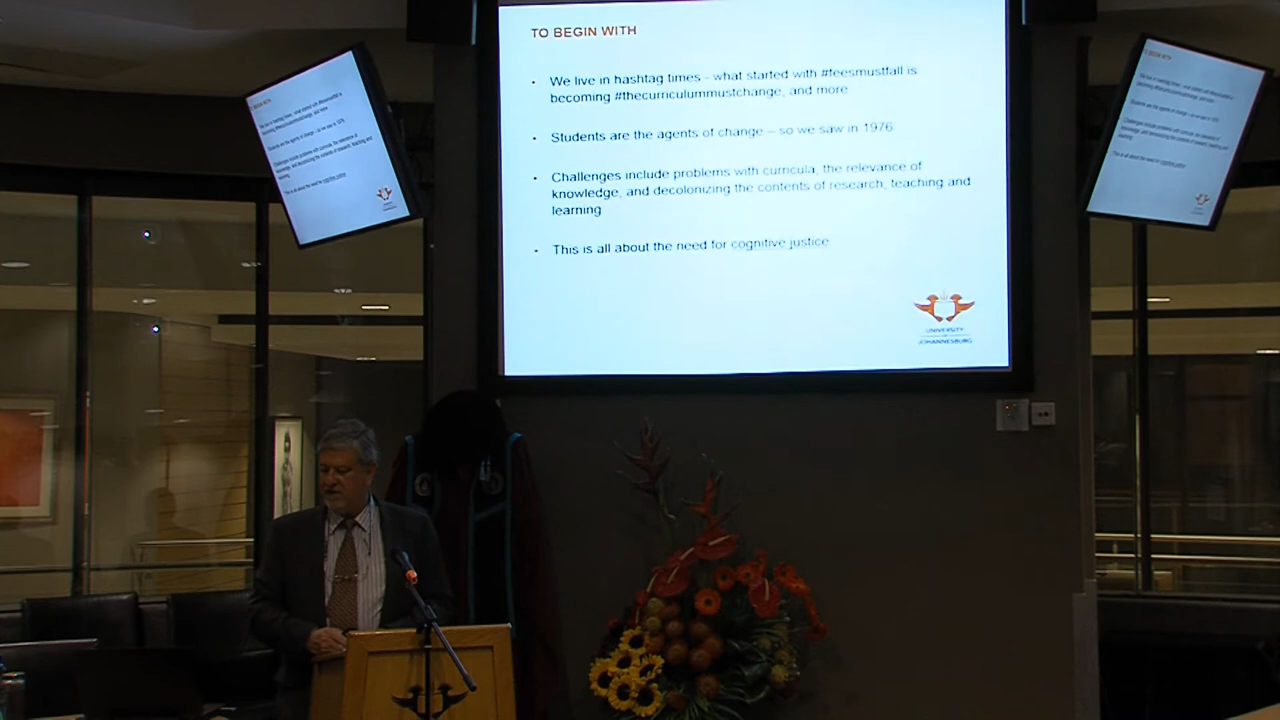 TO BEGIN WITH
We live in hashtag times - what started with #feesmustfall is
becoming #thecurriculummustchange, and more
Students are the agents of change – so we saw in 1976
Challenges include problems with curricula, the relevance of
knowledge, and decolonizing the contents of research, teaching and
learning
This is all about the need for cognitive justice
UNIVERSITY
OF
JOHANNESBURG